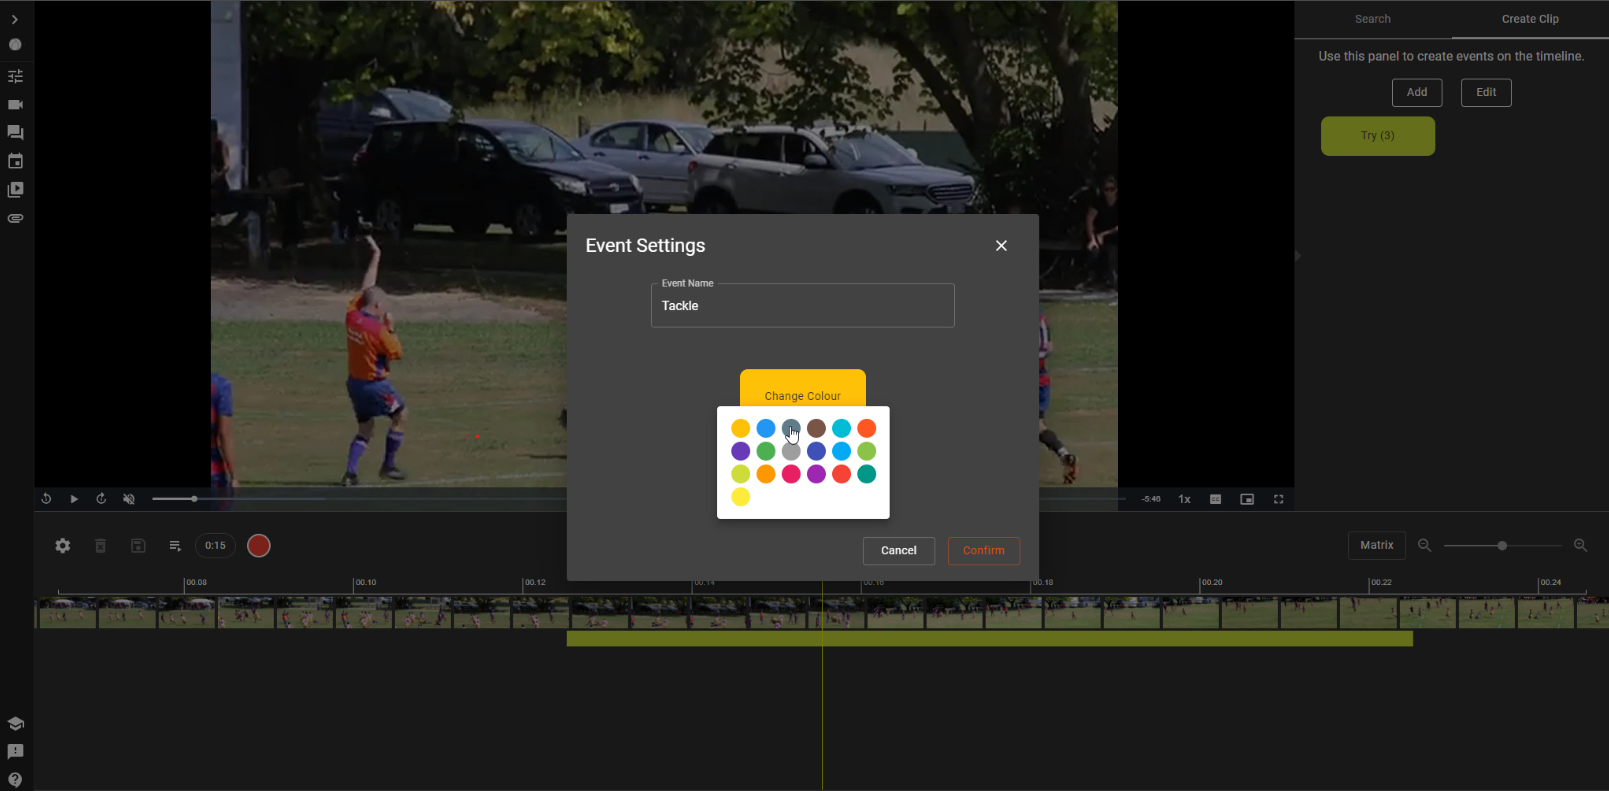 Search
Create Clip
Use this panel to create events on the timeline.
Add
Edit
Try (3)
Event Settings
Event Name
Tackle
Change Colour
-5:46
1x
Cancel
Confirm
0:15
Matrix
00.08
00.10
00.12
00.14
00.16
00.18
00.20
00.22
00.24